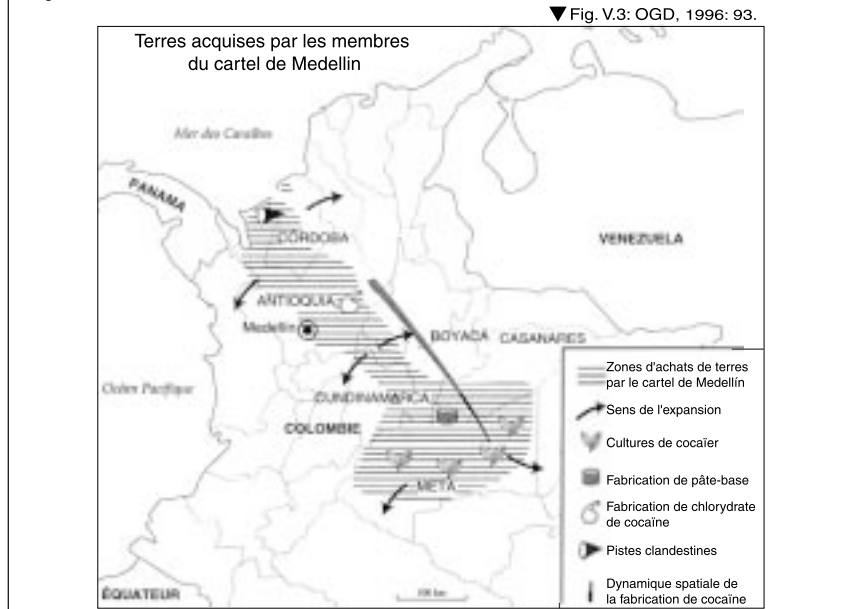 ▼ Fig. V.3: OGD, 1996: 93.
Terres acquises par les membres
du cartel de Medellin
Mer des Caraïbes
PANAMA
CÓRDOBA
VENEZUELA
ANTIOQUIA
Medellín
BOYACA
CASANARES
Océan Pacifique
CUNDINAMARCA
COLOMBIE
META
ÉQUATEUR
100 km
Zones d'achats de terres
par le cartel de Medellín
Sens de l'expansion
Cultures de cocaïer
Fabrication de pâte-base
Fabrication de chlorydrate
de cocaïne
Pistes clandestines
Dynamique spatiale de
la fabrication de cocaïne